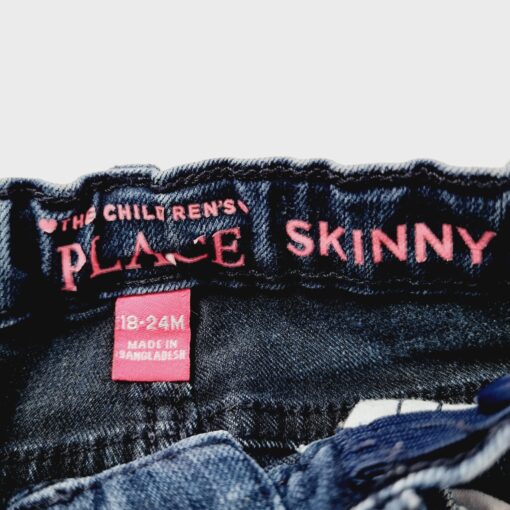 THE CHILDREN'S
PLACE
SKINNY
18-24M
MADE IN
BANGLADESH